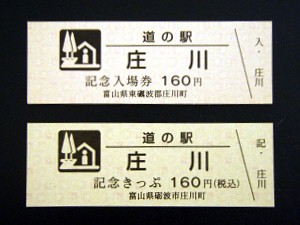 道の駅
庄川
記念入場券 160円
富山県東礪波郡庄川町
入・庄川
道の駅
庄川
記念きっぷ 160円(税込)
富山県砺波市庄川町
記・庄川